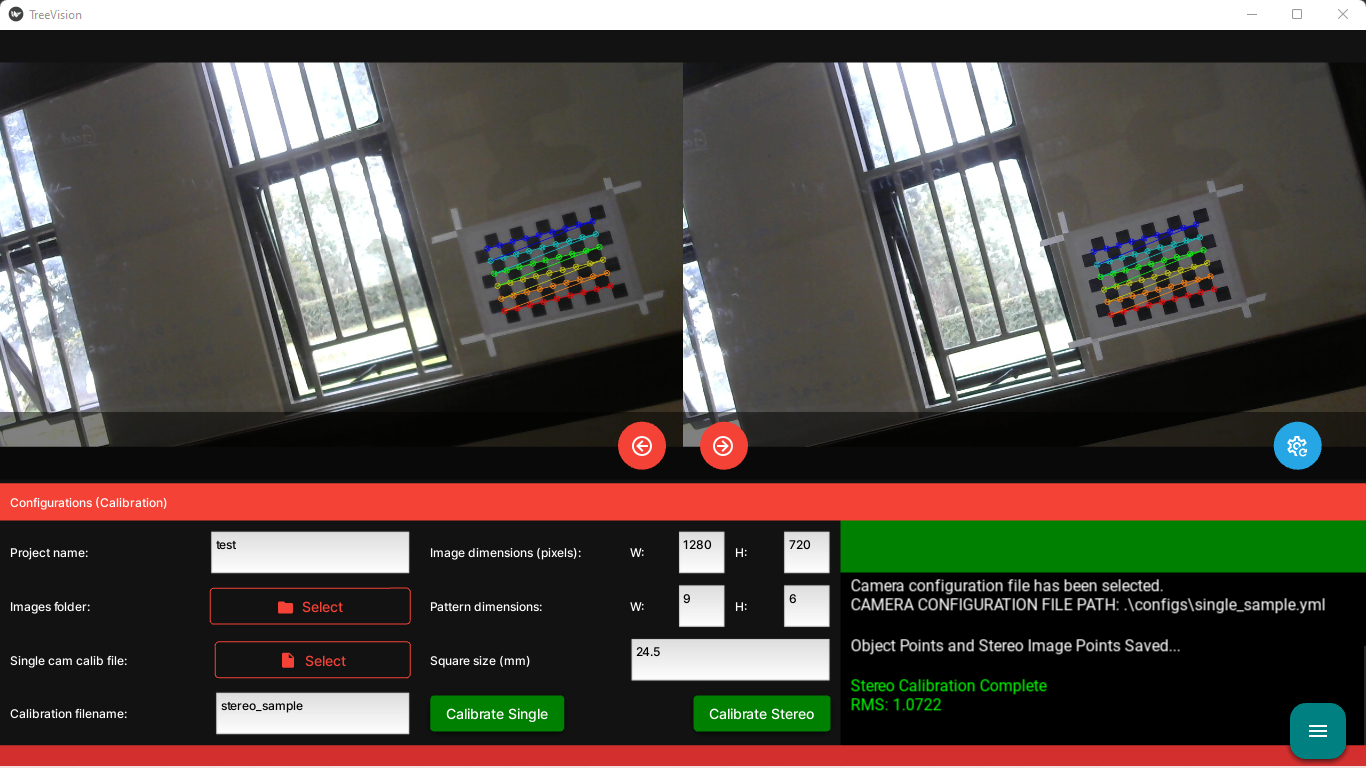 TreeVision
Configurations (Calibration)
Project name:
test
Image dimensions (pixels):
W:
1280
H:
720
Images folder:
Select
Pattern dimensions:
W:
9
H:
6
Single cam calib file:
Select
Square size (mm)
24.5
Calibration filename:
stereo_sample
Calibrate Single
Calibrate Stereo
Camera configuration file has been selected.
CAMERA CONFIGURATION FILE PATH: .\configs\single_sample.yml
Object Points and Stereo Image Points Saved...
Stereo Calibration Complete
RMS: 1.0722